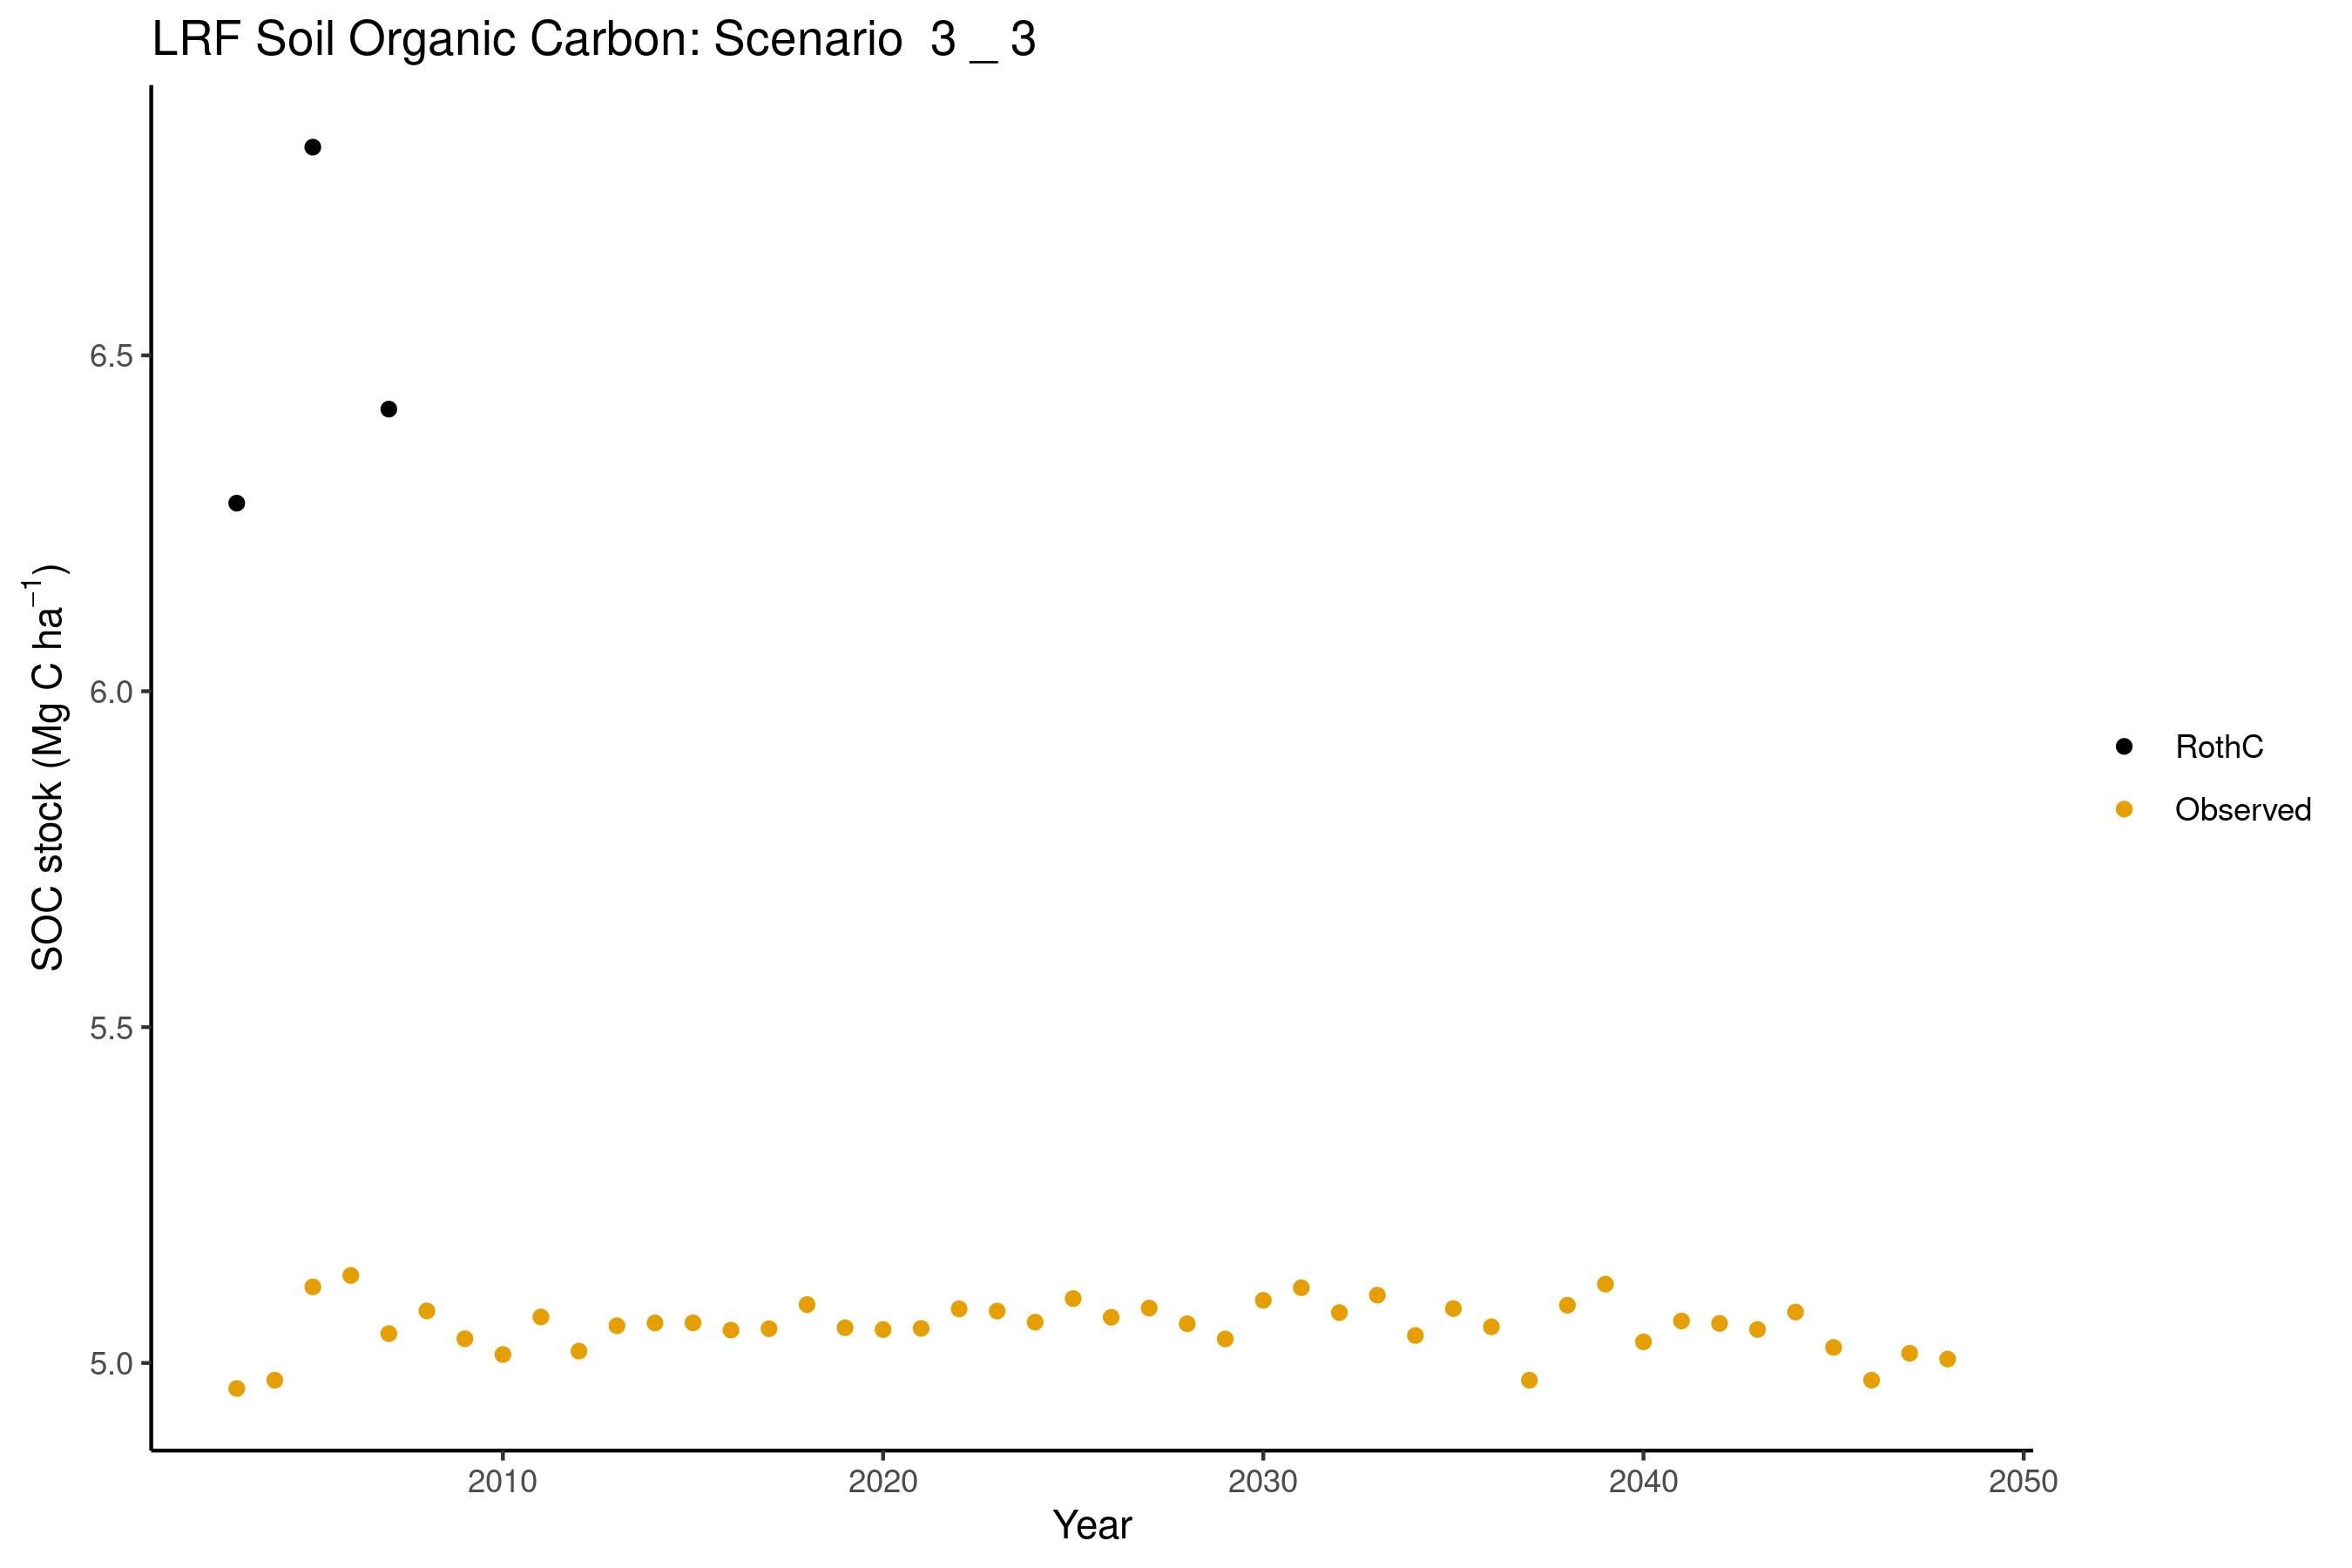 LRF Soil Organic Carbon: Scenario  3 _ 3
SOC stock (Mg C ha⁻¹)
6.5
6.0
5.5
5.0
2010 2020 2030 2040 2050
Year
RothC
Observed